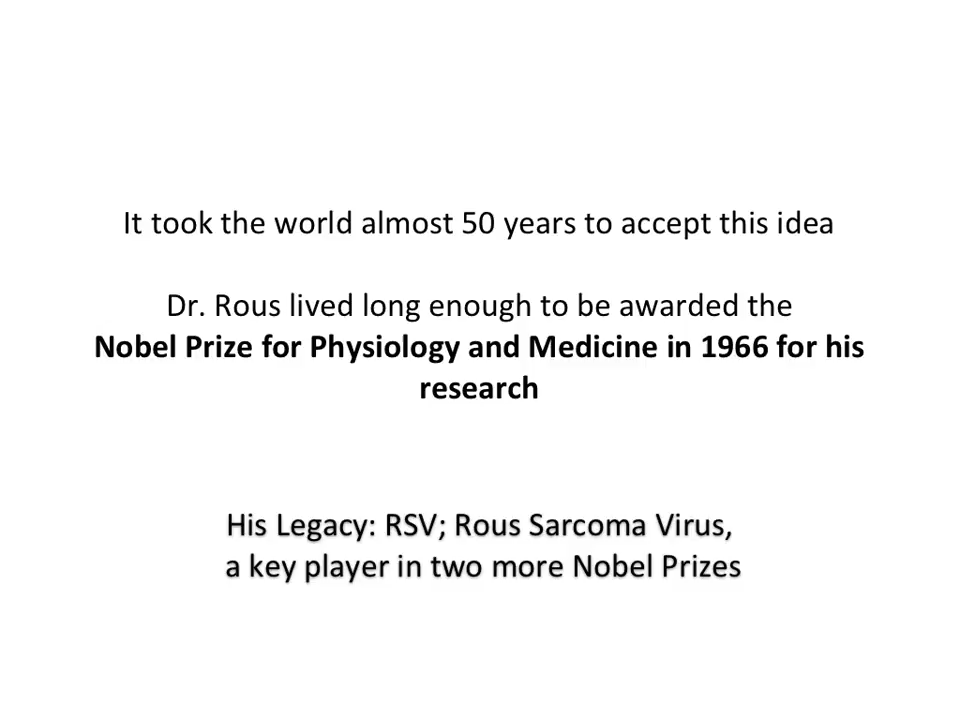 It took the world almost 50 years to accept this idea
Dr. Rous lived long enough to be awarded the
Nobel Prize for Physiology and Medicine in 1966 for his
research
His Legacy: RSV; Rous Sarcoma Virus,
a key player in two more Nobel Prizes